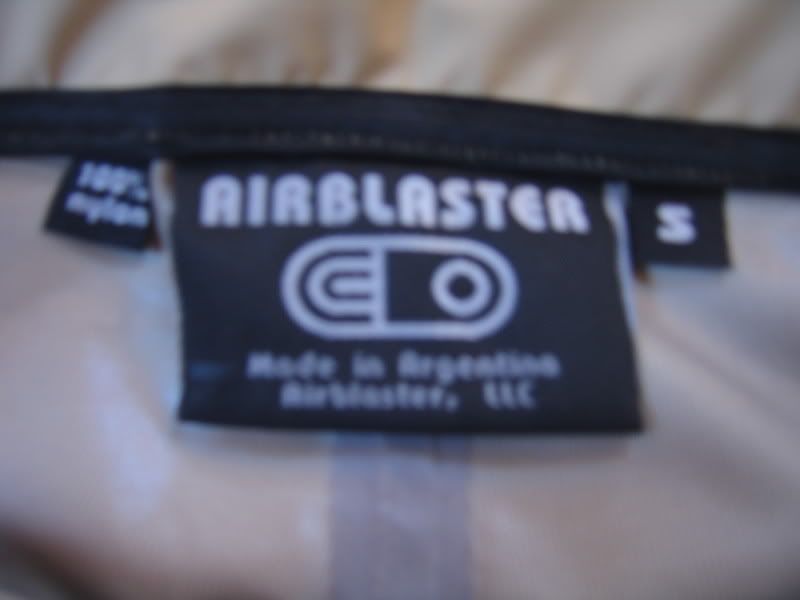 100%
nylon
AIRBLASTER
Made in Argentina
Airblaster, LLC
S